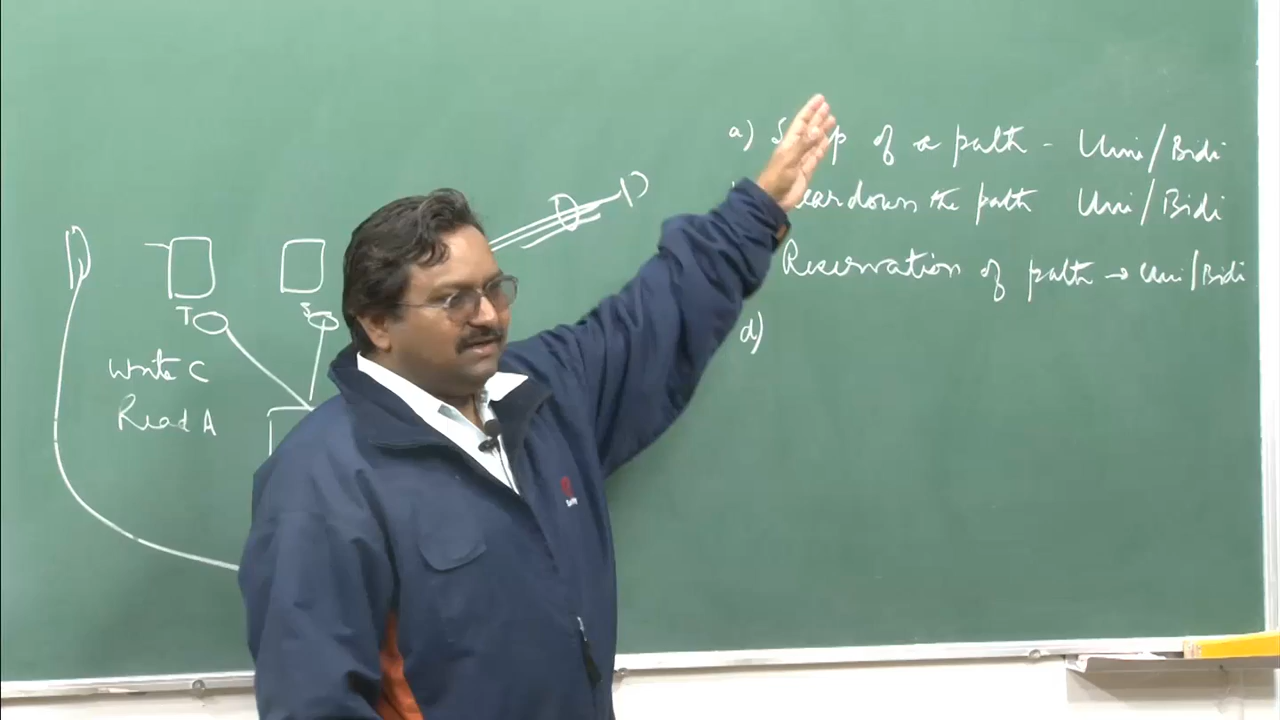 a) of a path - Uni/Bidi
the path Uni/Bidi
Reservation of path → Uni/Bidi
d)
T
S
Write C
Read A
D